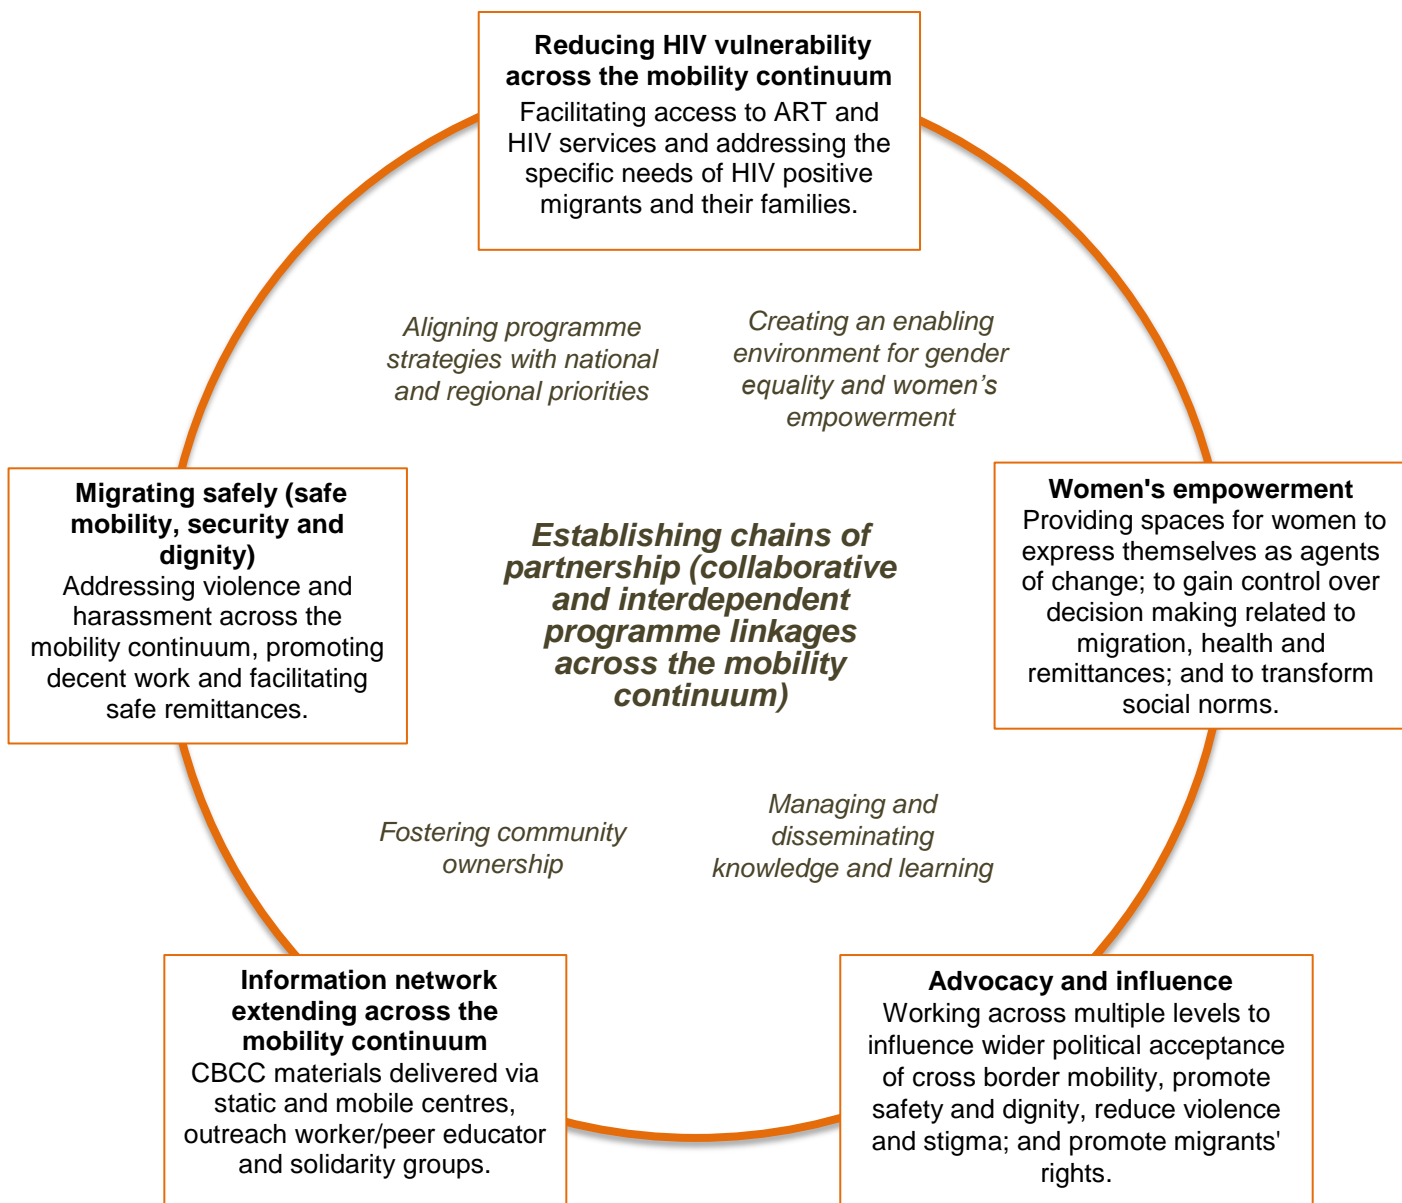 Reducing HIV vulnerability
across the mobility continuum
Facilitating access to ART and
HIV services and addressing the
specific needs of HIV positive
migrants and their families.
Aligning programme
strategies with national
and regional priorities
Creating an enabling
environment for gender
equality and women’s
empowerment
Migrating safely (safe
mobility, security and
dignity)
Addressing violence and
harassment across the
mobility continuum, promoting
decent work and facilitating
safe remittances.
Establishing chains of
partnership (collaborative
and interdependent
programme linkages
across the mobility
continuum)
Women's empowerment
Providing spaces for women to
express themselves as agents
of change; to gain control over
decision making related to
migration, health and
remittances; and to transform
social norms.
Fostering community
ownership
Managing and
disseminating
knowledge and learning
Information network
extending across the
mobility continuum
CBCC materials delivered via
static and mobile centres,
outreach worker/peer educator
and solidarity groups.
Advocacy and influence
Working across multiple levels to
influence wider political acceptance
of cross border mobility, promote
safety and dignity, reduce violence
and stigma; and promote migrants'
rights.